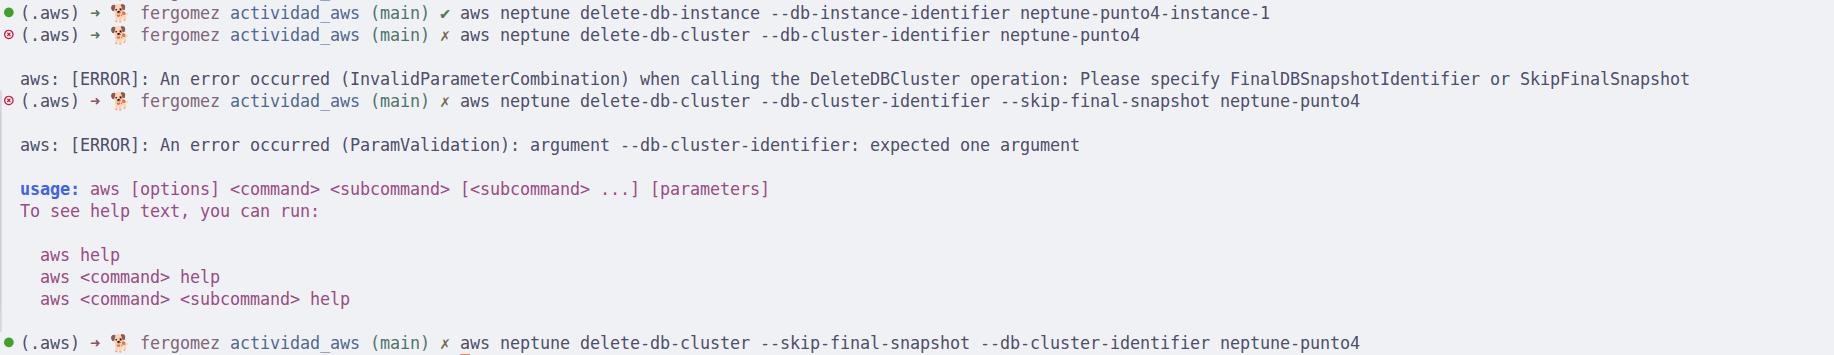 (.aws) ➜ 🐕 fergomez actividad_aws (main) ✔ aws neptune delete-db-instance --db-instance-identifier neptune-punto4-instance-1
(.aws) ➜ 🐕 fergomez actividad_aws (main) ✗ aws neptune delete-db-cluster --db-cluster-identifier neptune-punto4
aws: [ERROR]: An error occurred (InvalidParameterCombination) when calling the DeleteDBCluster operation: Please specify FinalDBSnapshotIdentifier or SkipFinalSnapshot
(.aws) ➜ 🐕 fergomez actividad_aws (main) ✗ aws neptune delete-db-cluster --db-cluster-identifier --skip-final-snapshot neptune-punto4
aws: [ERROR]: An error occurred (ParamValidation): argument --db-cluster-identifier: expected one argument
usage: aws [options] <command> <subcommand> [<subcommand> ...] [parameters]
To see help text, you can run:
aws help
aws <command> help
aws <command> <subcommand> help
(.aws) ➜ 🐕 fergomez actividad_aws (main) ✗ aws neptune delete-db-cluster --skip-final-snapshot --db-cluster-identifier neptune-punto4